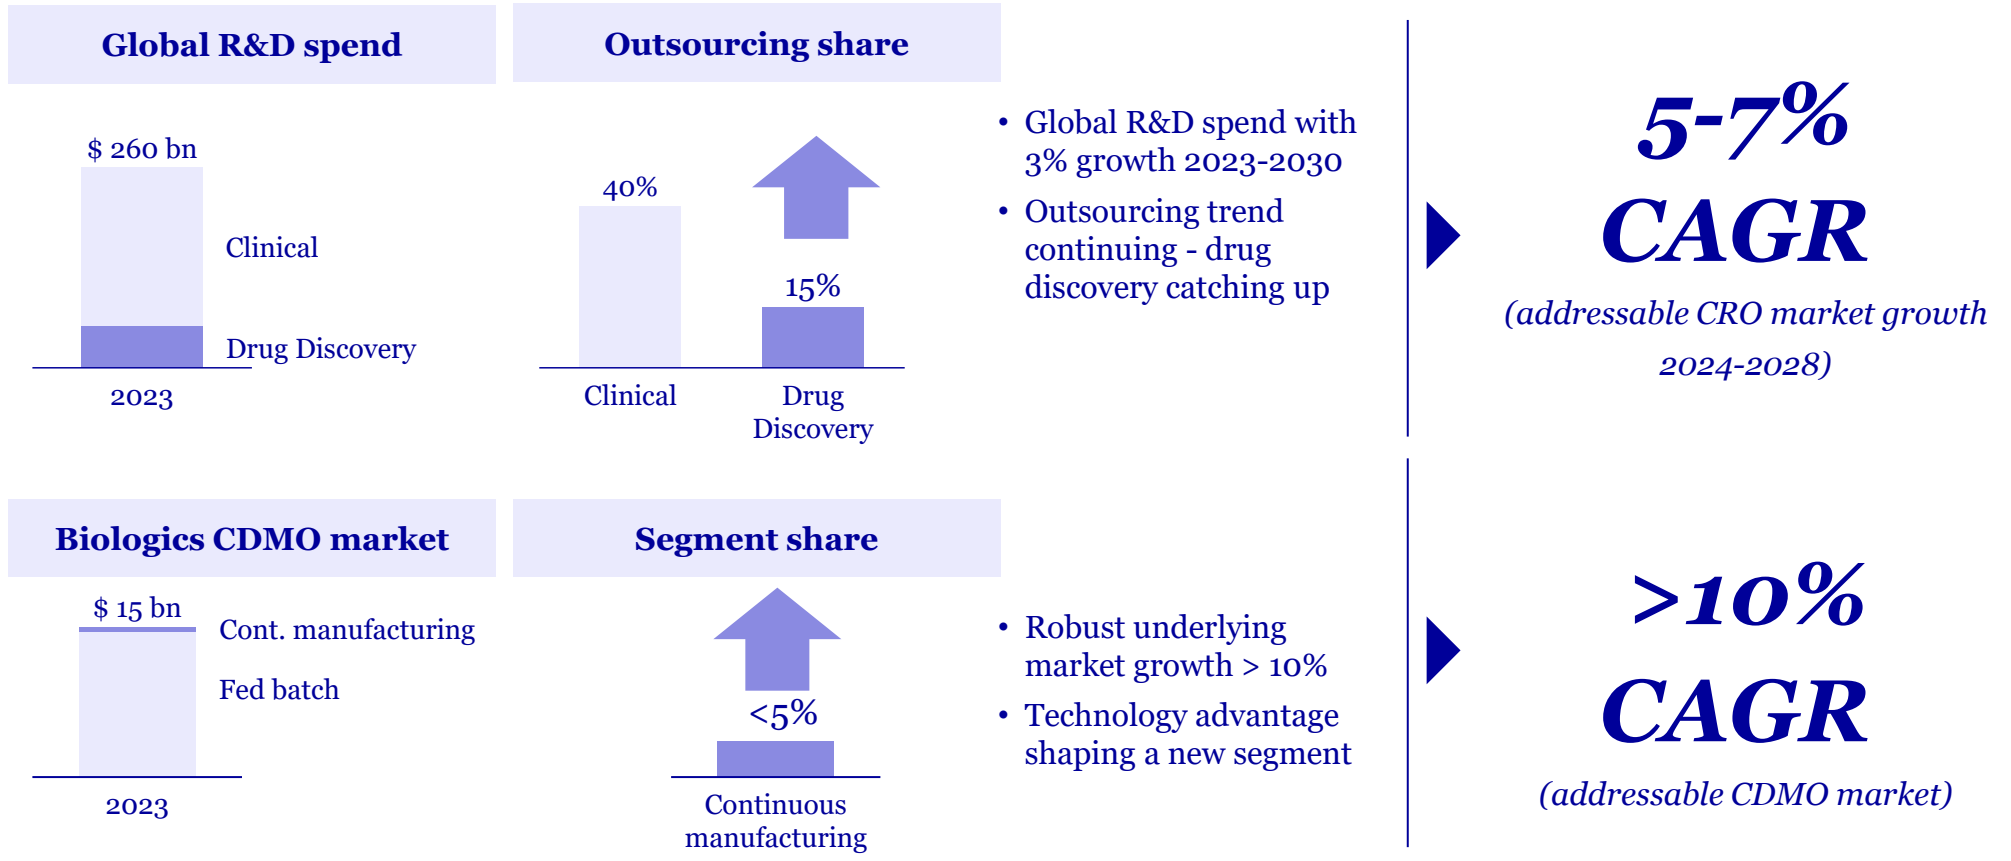 Global R&D spend
$ 260 bn
Clinical
Drug Discovery
2023
Outsourcing share
40%
15%
Clinical
Drug
Discovery
• Global R&D spend with
3% growth 2023-2030
• Outsourcing trend
continuing - drug
discovery catching up
5-7%
CAGR
(addressable CRO market growth
2024-2028)
Biologics CDMO market
$ 15 bn
Cont. manufacturing
Fed batch
2023
Segment share
<5%
Continuous
manufacturing
• Robust underlying
market growth > 10%
• Technology advantage
shaping a new segment
>10%
CAGR
(addressable CDMO market)